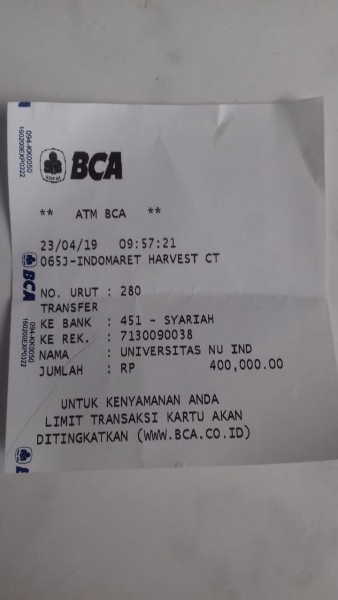 BCA
** ATM BCA **
23/04/19 09:57:21
065J-INDOMARET HARVEST CT
NO. URUT : 280
TRANSFER
KE BANK : 451 - SYARIAH
KE REK. : 7130090038
NAMA : UNIVERSITAS NU IND
JUMLAH : RP 400,000.00
UNTUK KENYAMANAN ANDA
LIMIT TRANSAKSI KARTU AKAN
DITINGKATKAN (WWW.BCA.CO.ID)
094-KK0050
160200EXP0322
BCA
094-KK0050
160200EXP0322